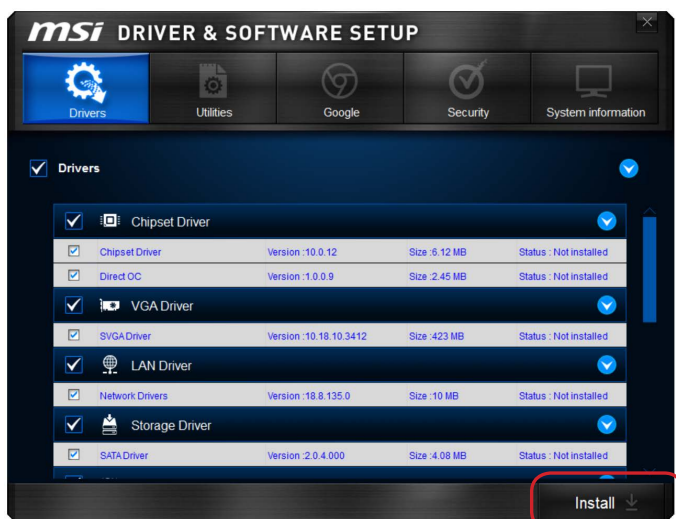 msi DRIVER & SOFTWARE SETUP
Drivers Utilities Google Security System information
Drivers
Chipset Driver
Chipset Driver Version :10.0.12 Size :6.12 MB Status : Not installed
Direct OC Version :1.0.0.9 Size :2.45 MB Status : Not installed
VGA Driver
SVGA Driver Version :10.18.10.3412 Size :423 MB Status : Not installed
LAN Driver
Network Drivers Version :18.8.135.0 Size :10 MB Status : Not installed
Storage Driver
SATA Driver Version :2.0.4.000 Size :4.08 MB Status : Not installed
Install